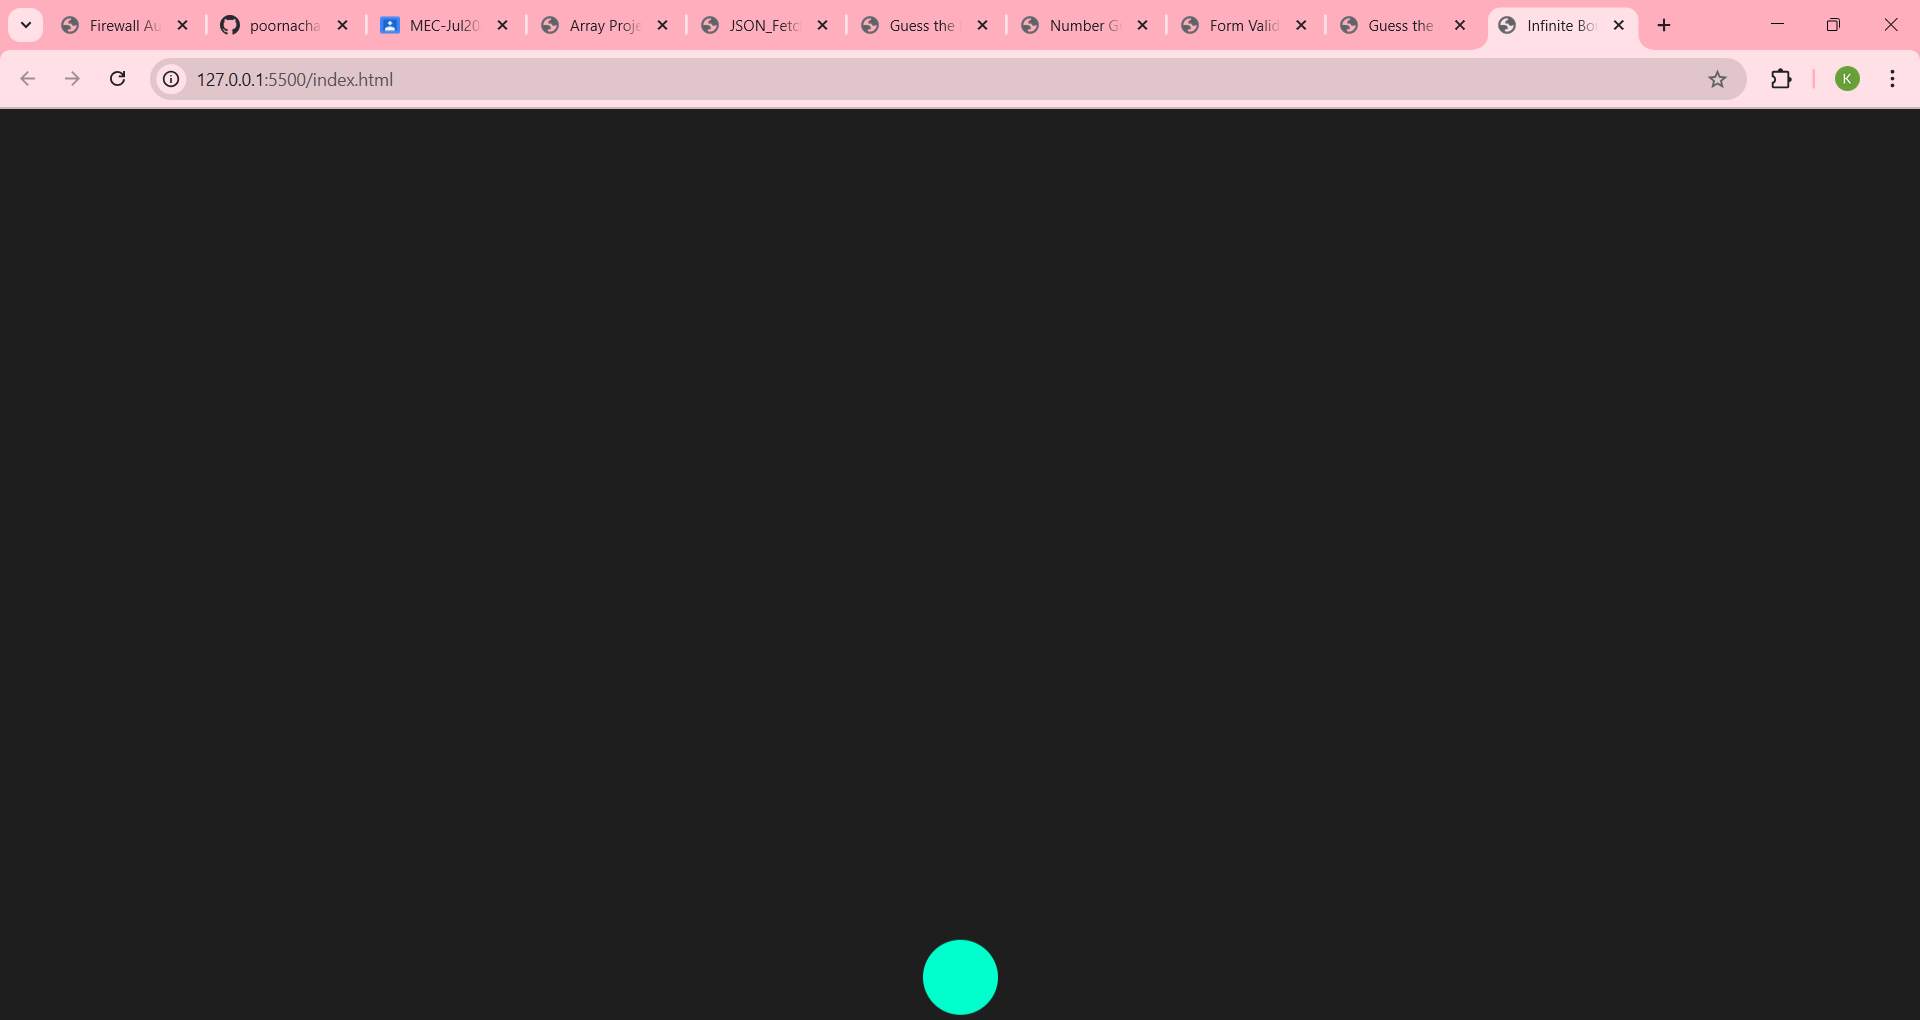 Firewall Au
poornacha
MEC-Jul20
Array Proje
JSON_Fetc
Guess the
Number G
Form Valid
Guess the
Infinite Bo
127.0.0.1:5500/index.html
K